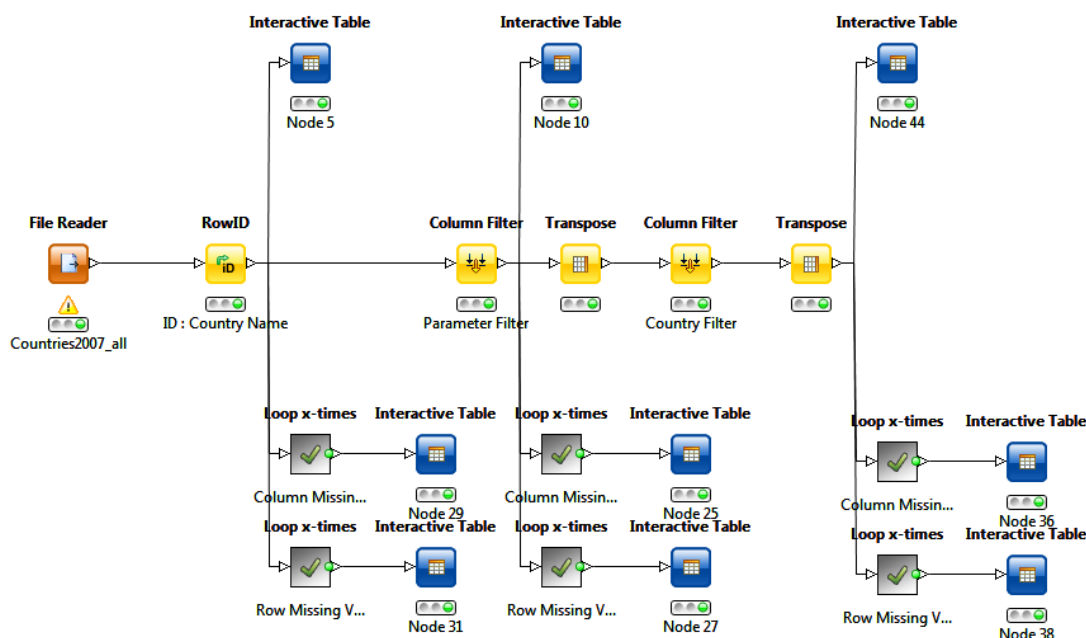 Interactive Table
Interactive Table
Interactive Table
Node 5
Node 10
Node 44
File Reader
RowID
Column Filter
Transpose
Column Filter
Transpose
iD
ID : Country Name
Parameter Filter
Country Filter
Countries2007_all
Loop x-times
Interactive Table
Loop x-times
Interactive Table
Loop x-times
Interactive Table
Column Missin...
Node 29
Column Missin...
Node 25
Column Missin...
Node 36
Loop x-times
Interactive Table
Loop x-times
Interactive Table
Loop x-times
Interactive Table
Row Missing V...
Node 31
Row Missing V...
Node 27
Row Missing V...
Node 38